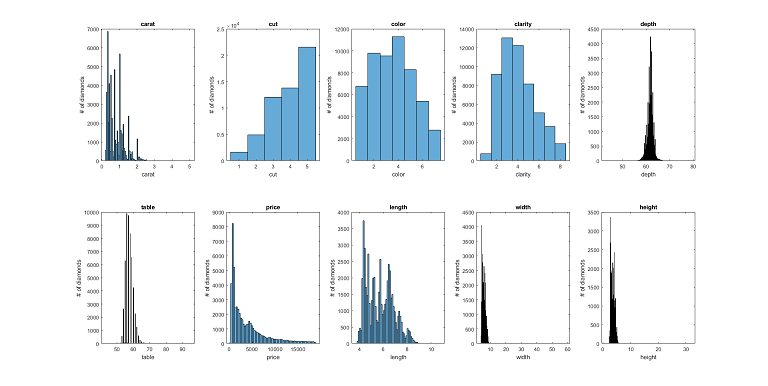 carat
cut
color
clarity
depth
# of diamonds
7000
6000
5000
4000
3000
2000
1000
0
0 1 2 3 4 5
carat
# of diamonds
2.5 × 10^4
2
1.5
1
0.5
0
1 2 3 4 5
cut
# of diamonds
12000
10000
8000
6000
4000
2000
0
2 4 6
color
# of diamonds
14000
12000
10000
8000
6000
4000
2000
0
2 4 6 8
clarity
# of diamonds
4500
4000
3500
3000
2500
2000
1500
1000
500
0
50 60 70 80
depth
table
price
length
width
height
# of diamonds
10000
9000
8000
7000
6000
5000
4000
3000
2000
1000
0
50 60 70 80 90
table
# of diamonds
9000
8000
7000
6000
5000
4000
3000
2000
1000
0
0 5000 10000 15000
price
# of diamonds
4000
3500
3000
2500
2000
1500
1000
500
0
4 6 8 10
length
# of diamonds
4500
4000
3500
3000
2500
2000
1500
1000
500
0
10 20 30 40 50 60
width
# of diamonds
3500
3000
2500
2000
1500
1000
500
0
0 10 20 30
height